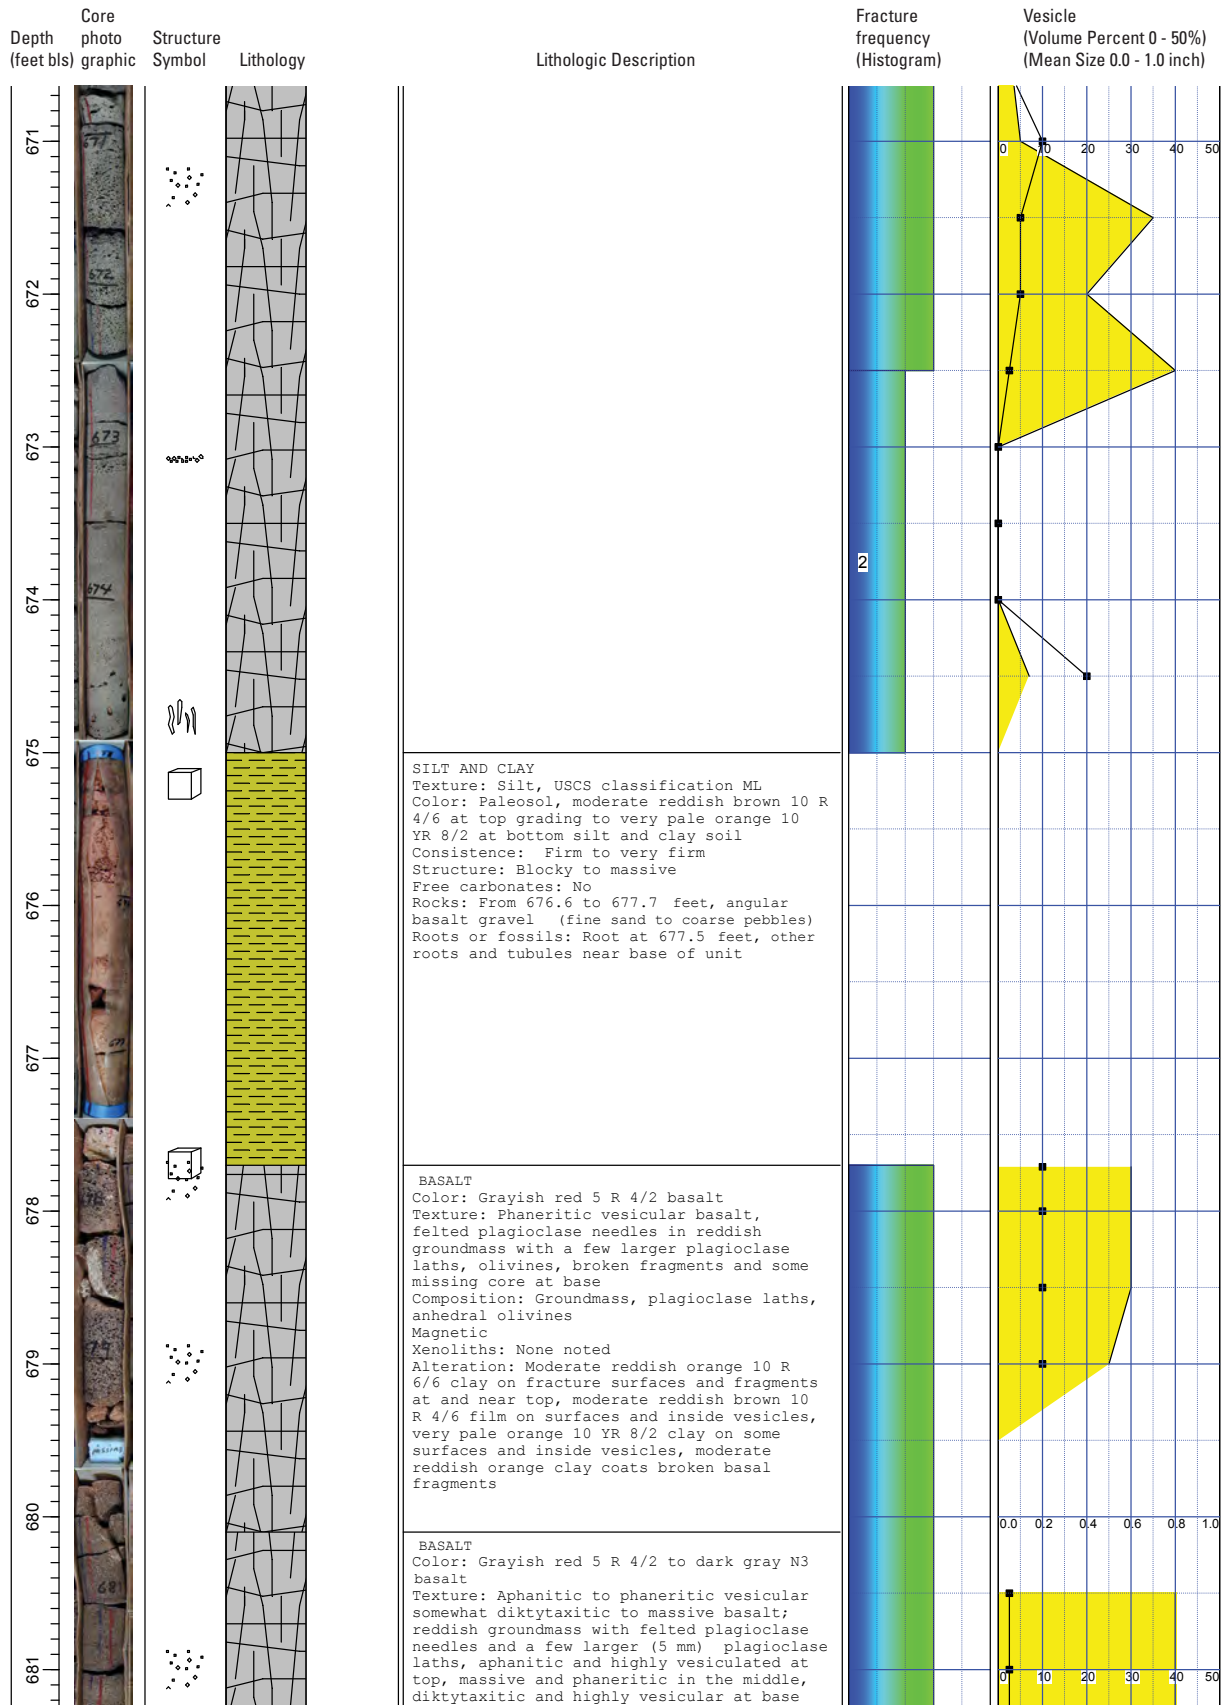 Depth
(feet bls)
Core
photo
graphic
Structure
Symbol
Lithology
Lithologic Description
Fracture
frequency
(Histogram)
Vesicle
(Volume Percent 0 - 50%)
(Mean Size 0.0 - 1.0 inch)
671
671
0 10 20 30 40 50
672
672
673
673
2
674
674
675
SILT AND CLAY
Texture: Silt, USCS classification ML
Color: Paleosol, moderate reddish brown 10 R
4/6 at top grading to very pale orange 10
YR 8/2 at bottom silt and clay soil
Consistence: Firm to very firm
Structure: Blocky to massive
Free carbonates: No
Rocks: From 676.6 to 677.7 feet, angular
basalt gravel (fine sand to coarse pebbles)
Roots or fossils: Root at 677.5 feet, other
roots and tubules near base of unit
676
677
677
BASALT
Color: Grayish red 5 R 4/2 basalt
Texture: Phaneritic vesicular basalt,
felted plagioclase needles in reddish
groundmass with a few larger plagioclase
laths, olivines, broken fragments and some
missing core at base
Composition: Groundmass, plagioclase laths,
anhedral olivines
Magnetic
Xenoliths: None noted
Alteration: Moderate reddish orange 10 R
6/6 clay on fracture surfaces and fragments
at and near top, moderate reddish brown 10
R 4/6 film on surfaces and inside vesicles,
very pale orange 10 YR 8/2 clay on some
surfaces and inside vesicles, moderate
reddish orange clay coats broken basal
fragments
678
678
679
679
missing
680
0.0 0.2 0.4 0.6 0.8 1.0
BASALT
Color: Grayish red 5 R 4/2 to dark gray N3
basalt
Texture: Aphanitic to phaneritic vesicular
somewhat diktytaxitic to massive basalt;
reddish groundmass with felted plagioclase
needles and a few larger (5 mm) plagioclase
laths, aphanitic and highly vesiculated at
top, massive and phaneritic in the middle,
diktytaxitic and highly vesicular at base
681
681
0 10 20 30 40 50